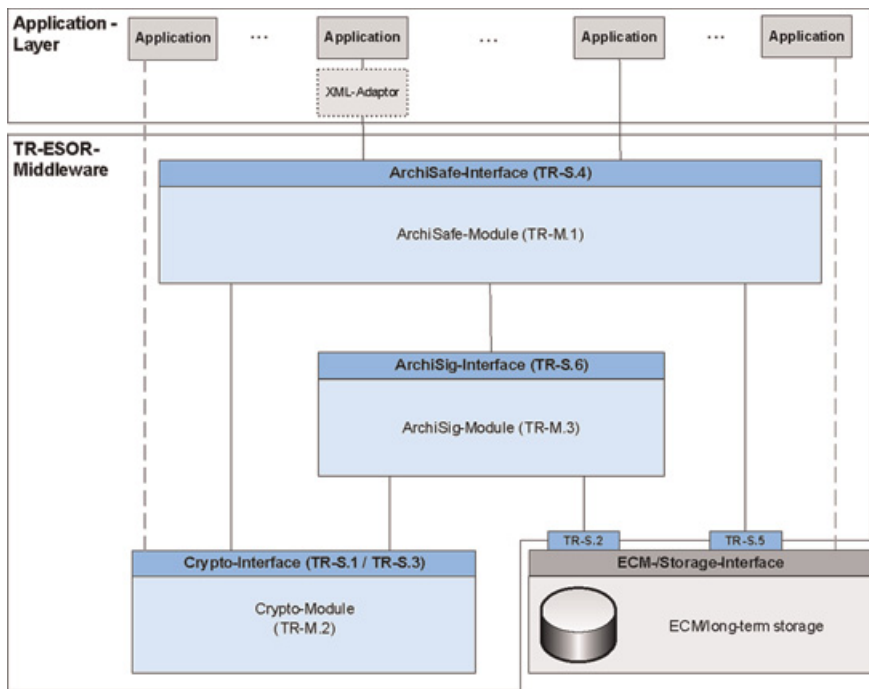 Application -
Layer
Application
...
Application
...
Application
...
Application
XML-Adaptor
TR-ESOR-
Middleware
ArchiSafe-Interface (TR-S.4)
ArchiSafe-Module (TR-M.1)
ArchiSig-Interface (TR-S.6)
ArchiSig-Module (TR-M.3)
TR-S.2
TR-S.5
Crypto-Interface (TR-S.1 / TR-S.3)
ECM-/Storage-Interface
Crypto-Module
(TR-M.2)
ECM/long-term storage